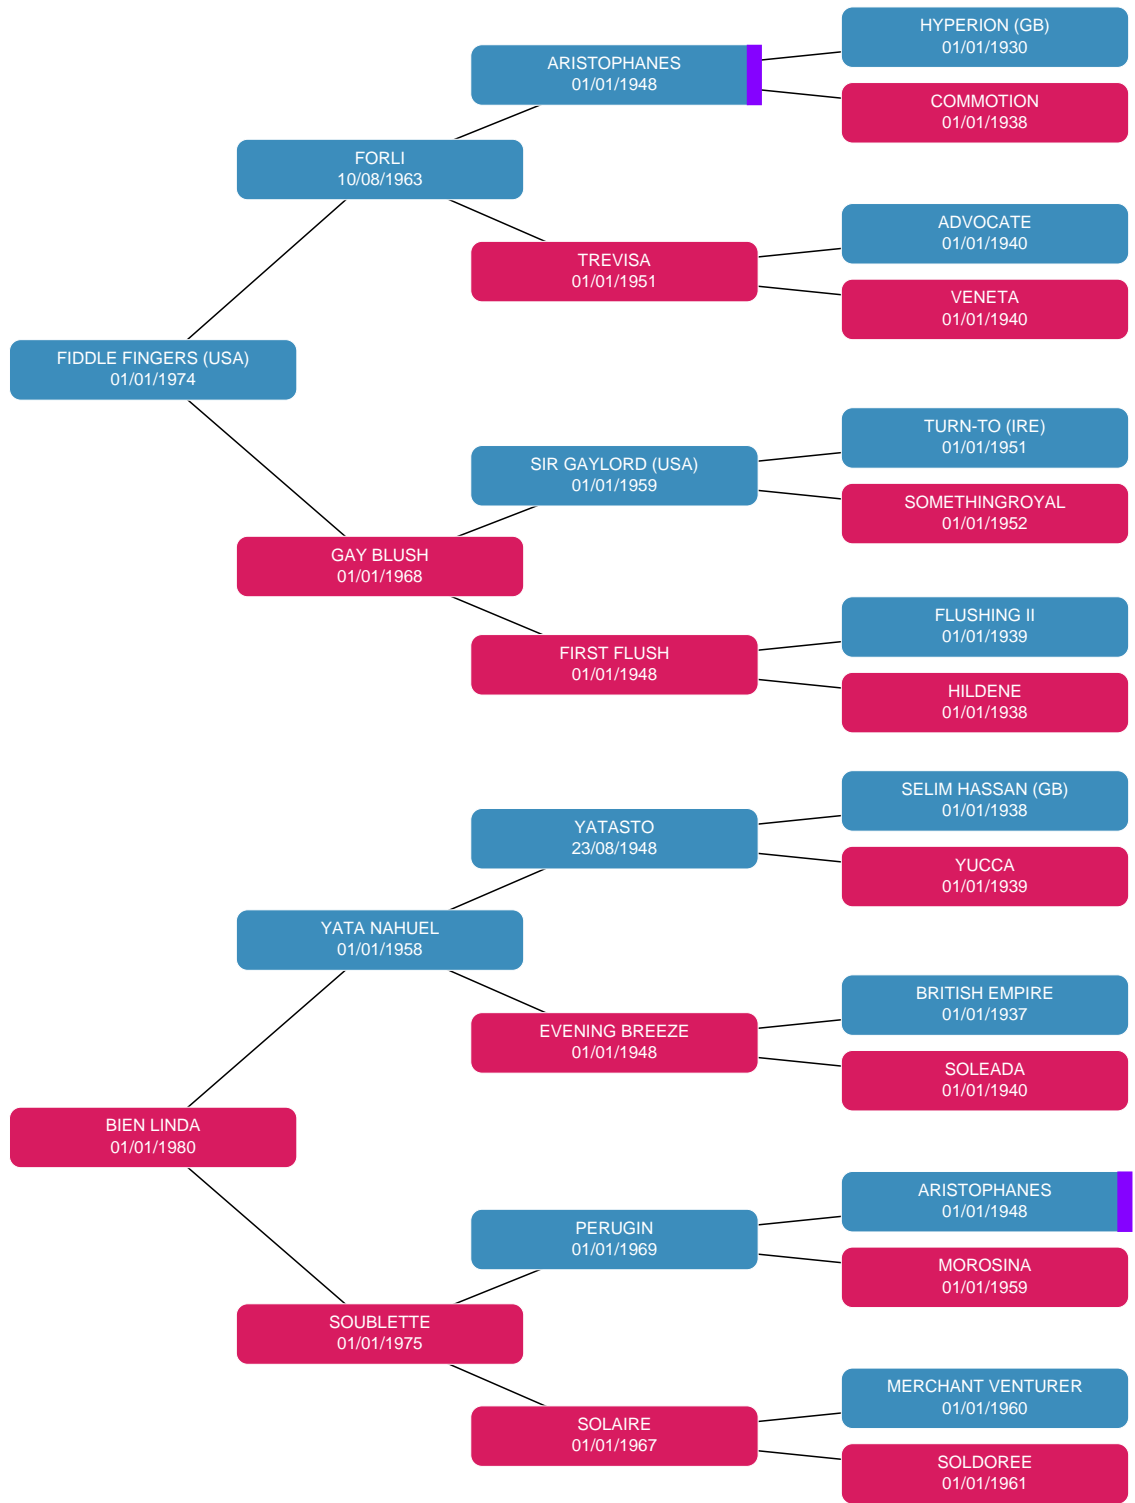 HYPERION (GB)
01/01/1930
ARISTOPHANES
01/01/1948
COMMOTION
01/01/1938
FORLI
10/08/1963
ADVOCATE
01/01/1940
TREVISA
01/01/1951
VENETA
01/01/1940
FIDDLE FINGERS (USA)
01/01/1974
TURN-TO (IRE)
01/01/1951
SIR GAYLORD (USA)
01/01/1959
SOMETHINGROYAL
01/01/1952
GAY BLUSH
01/01/1968
FLUSHING II
01/01/1939
FIRST FLUSH
01/01/1948
HILDENE
01/01/1938
SELIM HASSAN (GB)
01/01/1938
YATASTO
23/08/1948
YUCCA
01/01/1939
YATA NAHUEL
01/01/1958
BRITISH EMPIRE
01/01/1937
EVENING BREEZE
01/01/1948
SOLEADA
01/01/1940
BIEN LINDA
01/01/1980
ARISTOPHANES
01/01/1948
PERUGIN
01/01/1969
MOROSINA
01/01/1959
SOUBLETTE
01/01/1975
MERCHANT VENTURER
01/01/1960
SOLAIRE
01/01/1967
SOLDOREE
01/01/1961